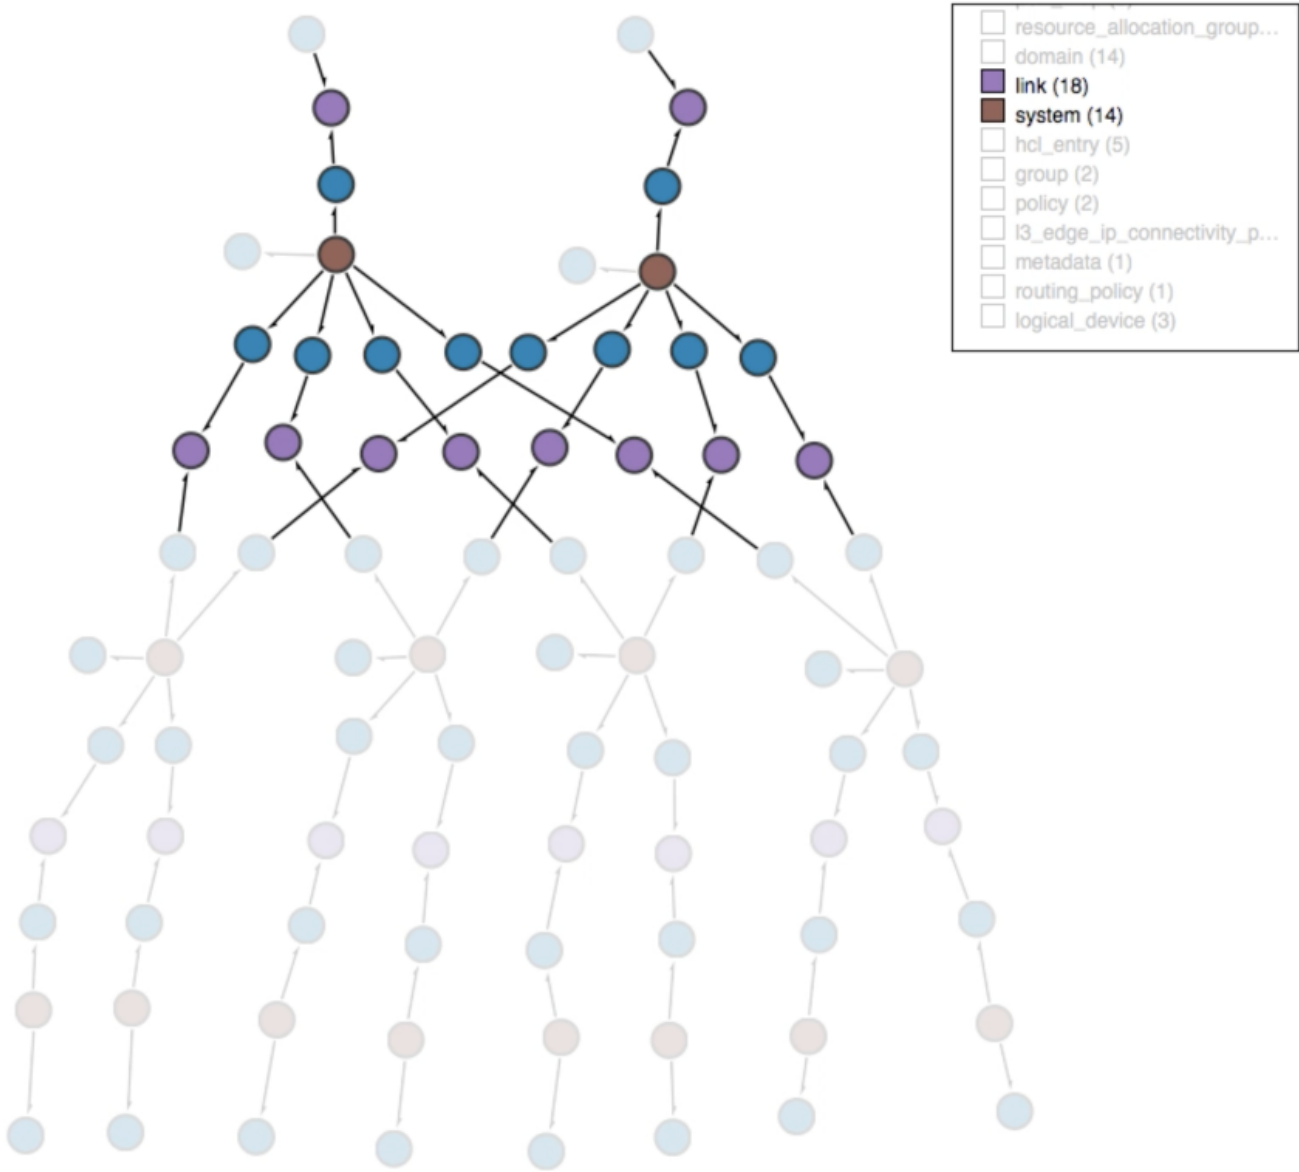 resource_allocation_group...
domain (14)
link (18)
system (14)
hcl_entry (5)
group (2)
policy (2)
l3_edge_ip_connectivity_p...
metadata (1)
routing_policy (1)
logical_device (3)